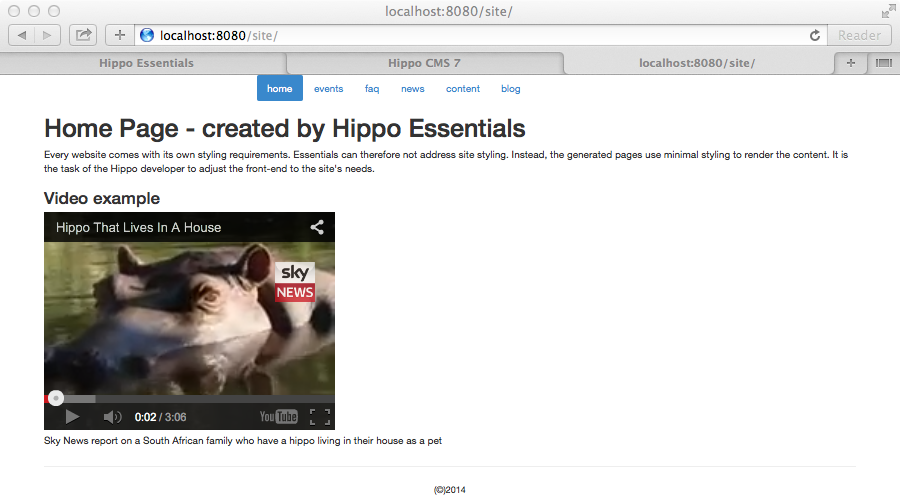 localhost:8080/site/
localhost:8080/site/
Reader
Hippo Essentials
Hippo CMS 7
localhost:8080/site/
home
events
faq
news
content
blog
Home Page - created by Hippo Essentials
Every website comes with its own styling requirements. Essentials can therefore not address site styling. Instead, the generated pages use minimal styling to render the content. It is
the task of the Hippo developer to adjust the front-end to the site's needs.
Video example
Hippo That Lives In A House
sky
NEWS
0:02 / 3:06
YouTube
Sky News report on a South African family who have a hippo living in their house as a pet
(©)2014